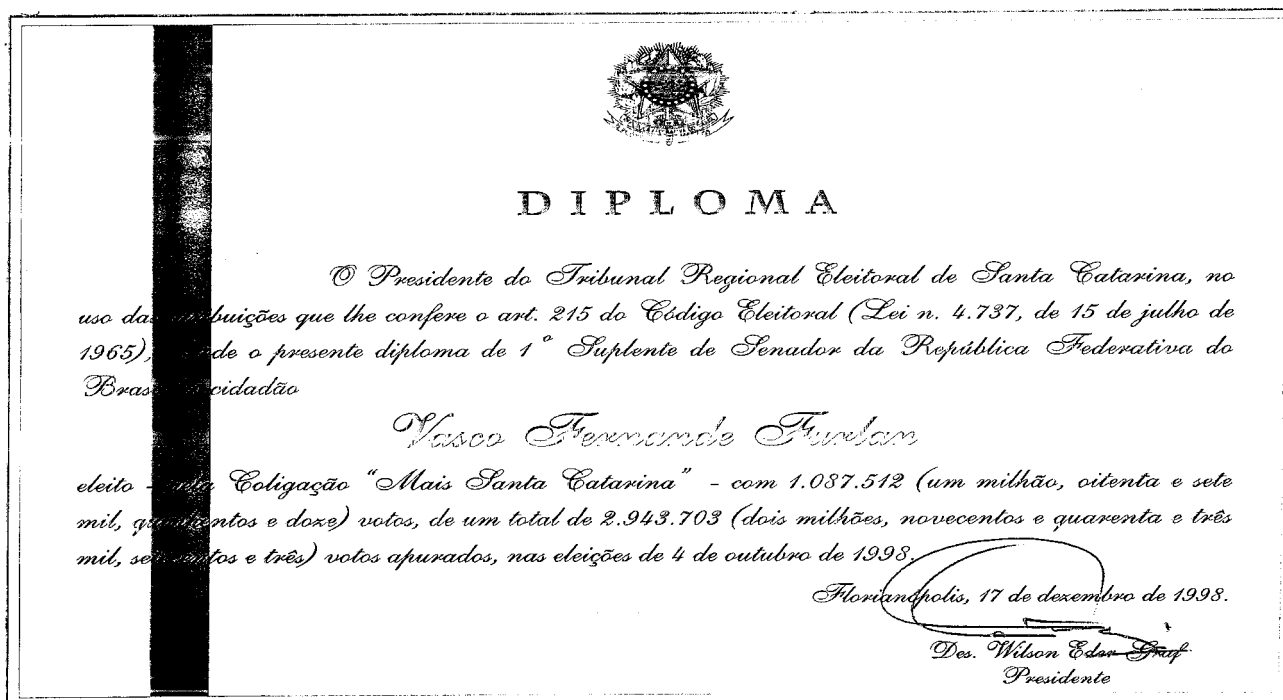 DIPLOMA
O Presidente do Tribunal Regional Eleitoral de Santa Catarina, no
uso das buições que lhe confere o art. 215 do Código Eleitoral (Lei n. 4.737, de 15 de julho de
1965), de o presente diploma de 1º Suplente de Senador da República Federativa do
Bras cidadão
Vasco Fernande Furlan
eleito - Coligação "Mais Santa Catarina" - com 1.087.512 (um milhão, oitenta e sete
mil, entos e doze) votos, de um total de 2.943.703 (dois milhões, novecentos e quarenta e três
mil, se tos e três) votos apurados, nas eleições de 4 de outubro de 1998.
Florianópolis, 17 de dezembro de 1998.
Des. Wilson Eder Graf
Presidente